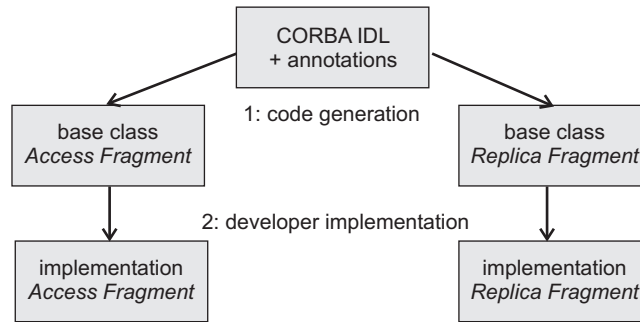 CORBA IDL
+ annotations
1: code generation
base class
Access Fragment
base class
Replica Fragment
2: developer implementation
implementation
Access Fragment
implementation
Replica Fragment